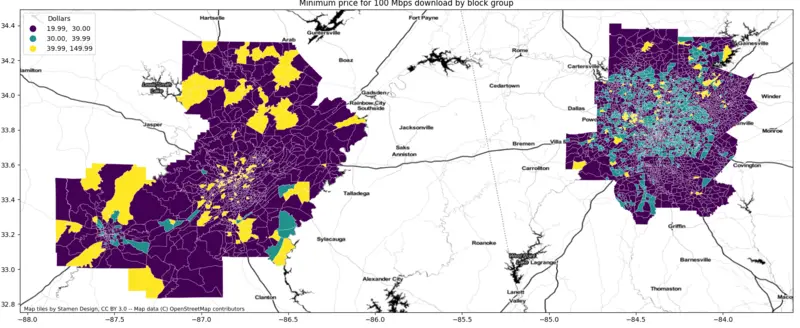 Minimum price for 100 Mbps download by block group
Dollars
19.99, 30.00
30.00, 39.99
39.99, 149.99
Hartselle
Fort Payne
Guntersville
Arab
Boaz
Rome
Gainesville
Cartersville
Gadsden
Rainbow City
Southside
Cedartown
Winder
Dallas
Jasper
Jacksonville
Monroe
Bremen
Villa
Saks
Anniston
Carrollton
Covington
Talladega
Griffin
Sylacauga
Roanoke
Lagrange
Barnesville
Alexander City
Thomaston
Lanett
Valley
Clanton
Map tiles by Stamen Design, CC BY 3.0 -- Map data (C) OpenStreetMap contributors
34.4
34.2
34.0
33.8
33.6
33.4
33.2
33.0
32.8
−88.0 −87.5 −87.0 −86.5 −86.0 −85.5 −85.0 −84.5 −84.0